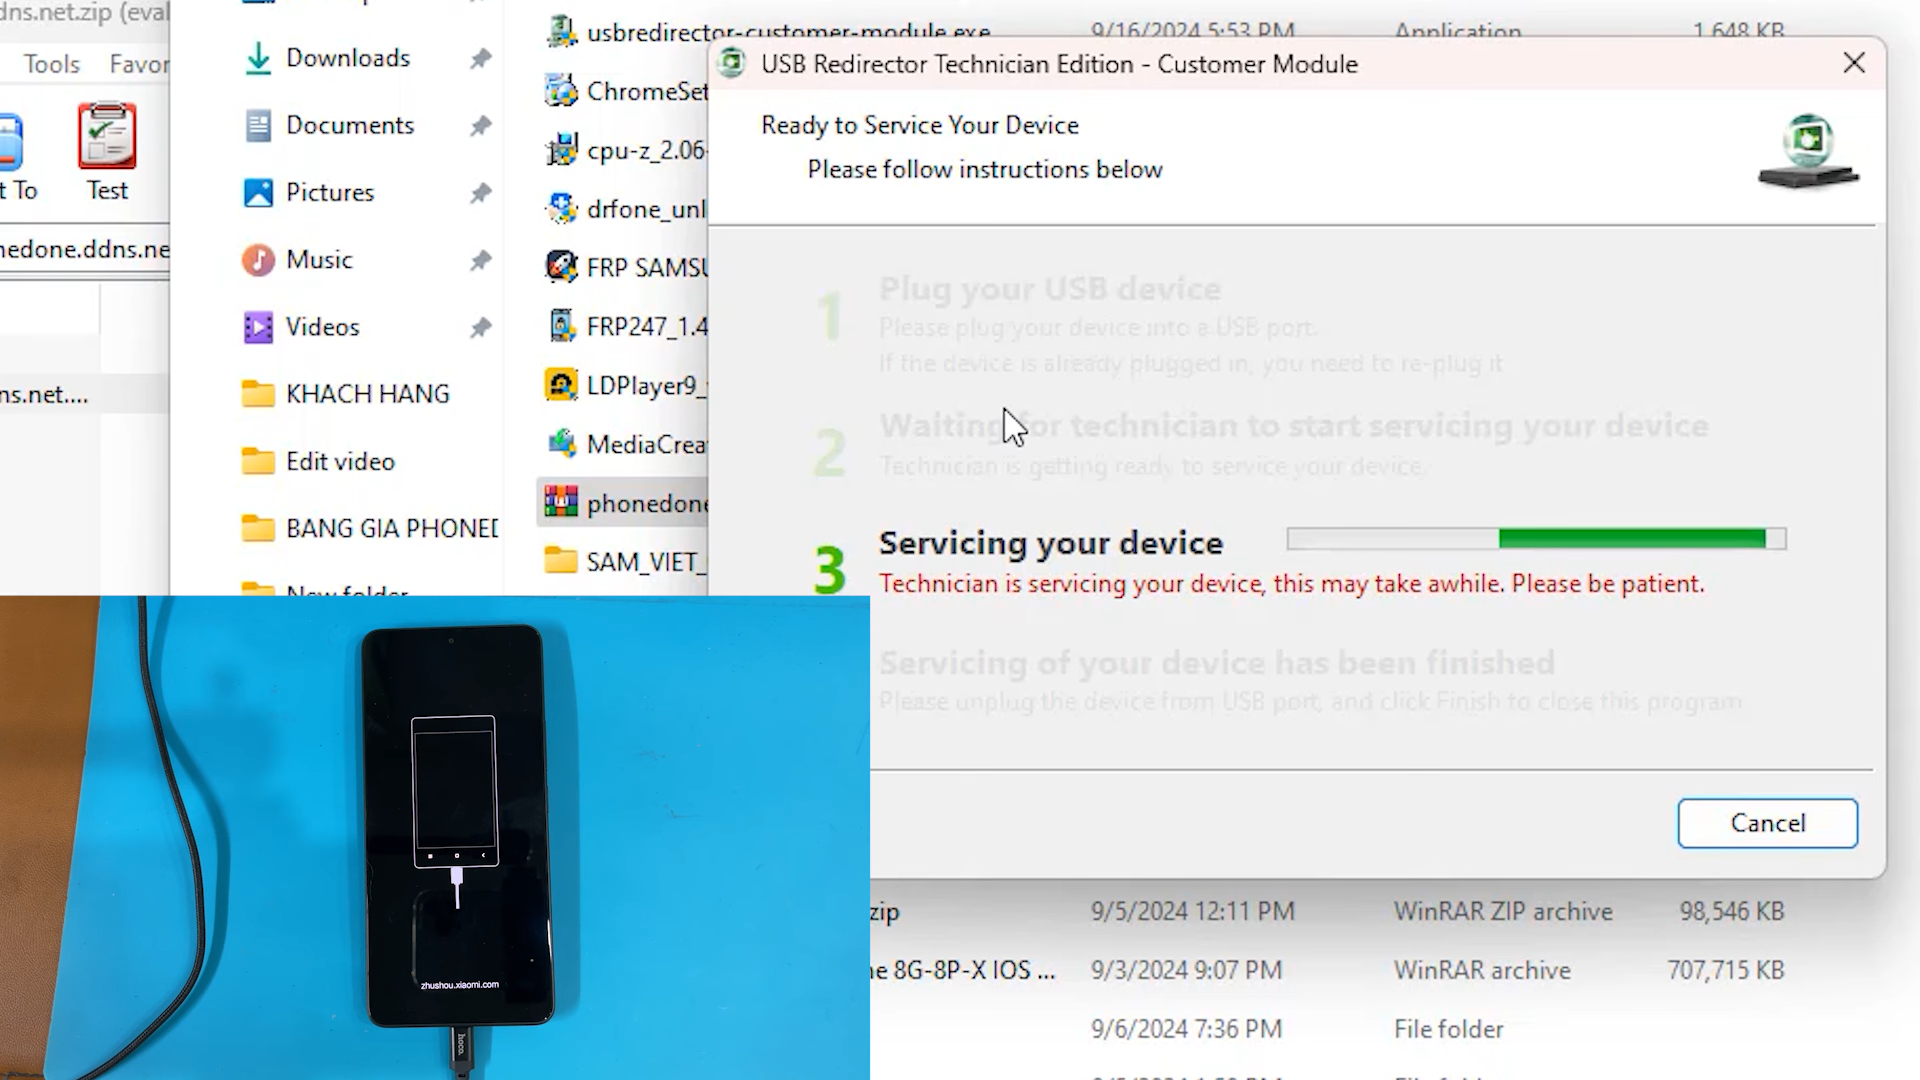 dns.net.zip (eval
Tools Favor
t To
Test
nedone.ddns.ne
ns.net....
Downloads
Documents
Pictures
Music
Videos
KHACH HANG
Edit video
BANG GIA PHONED
New folder
usbredirector-customer-module.exe 9/16/2024 5:53 PM Application 1,648 KB
ChromeSet
cpu-z_2.06-
drfone_unl
FRP SAMSU
FRP247_1.4
LDPlayer9_
MediaCrea
phonedone
SAM_VIET_
USB Redirector Technician Edition - Customer Module
Ready to Service Your Device
Please follow instructions below
1 Plug your USB device
Please plug your device into a USB port.
If the device is already plugged in, you need to re-plug it
2 Waiting for technician to start servicing your device
Technician is getting ready to service your device.
3 Servicing your device
Technician is servicing your device, this may take awhile. Please be patient.
Servicing of your device has been finished
Please unplug the device from USB port, and click Finish to close this program
Cancel
zip 9/5/2024 12:11 PM WinRAR ZIP archive 98,546 KB
ne 8G-8P-X IOS ... 9/3/2024 9:07 PM WinRAR archive 707,715 KB
9/6/2024 7:36 PM File folder
zhushou.xiaomi.com
hoco.